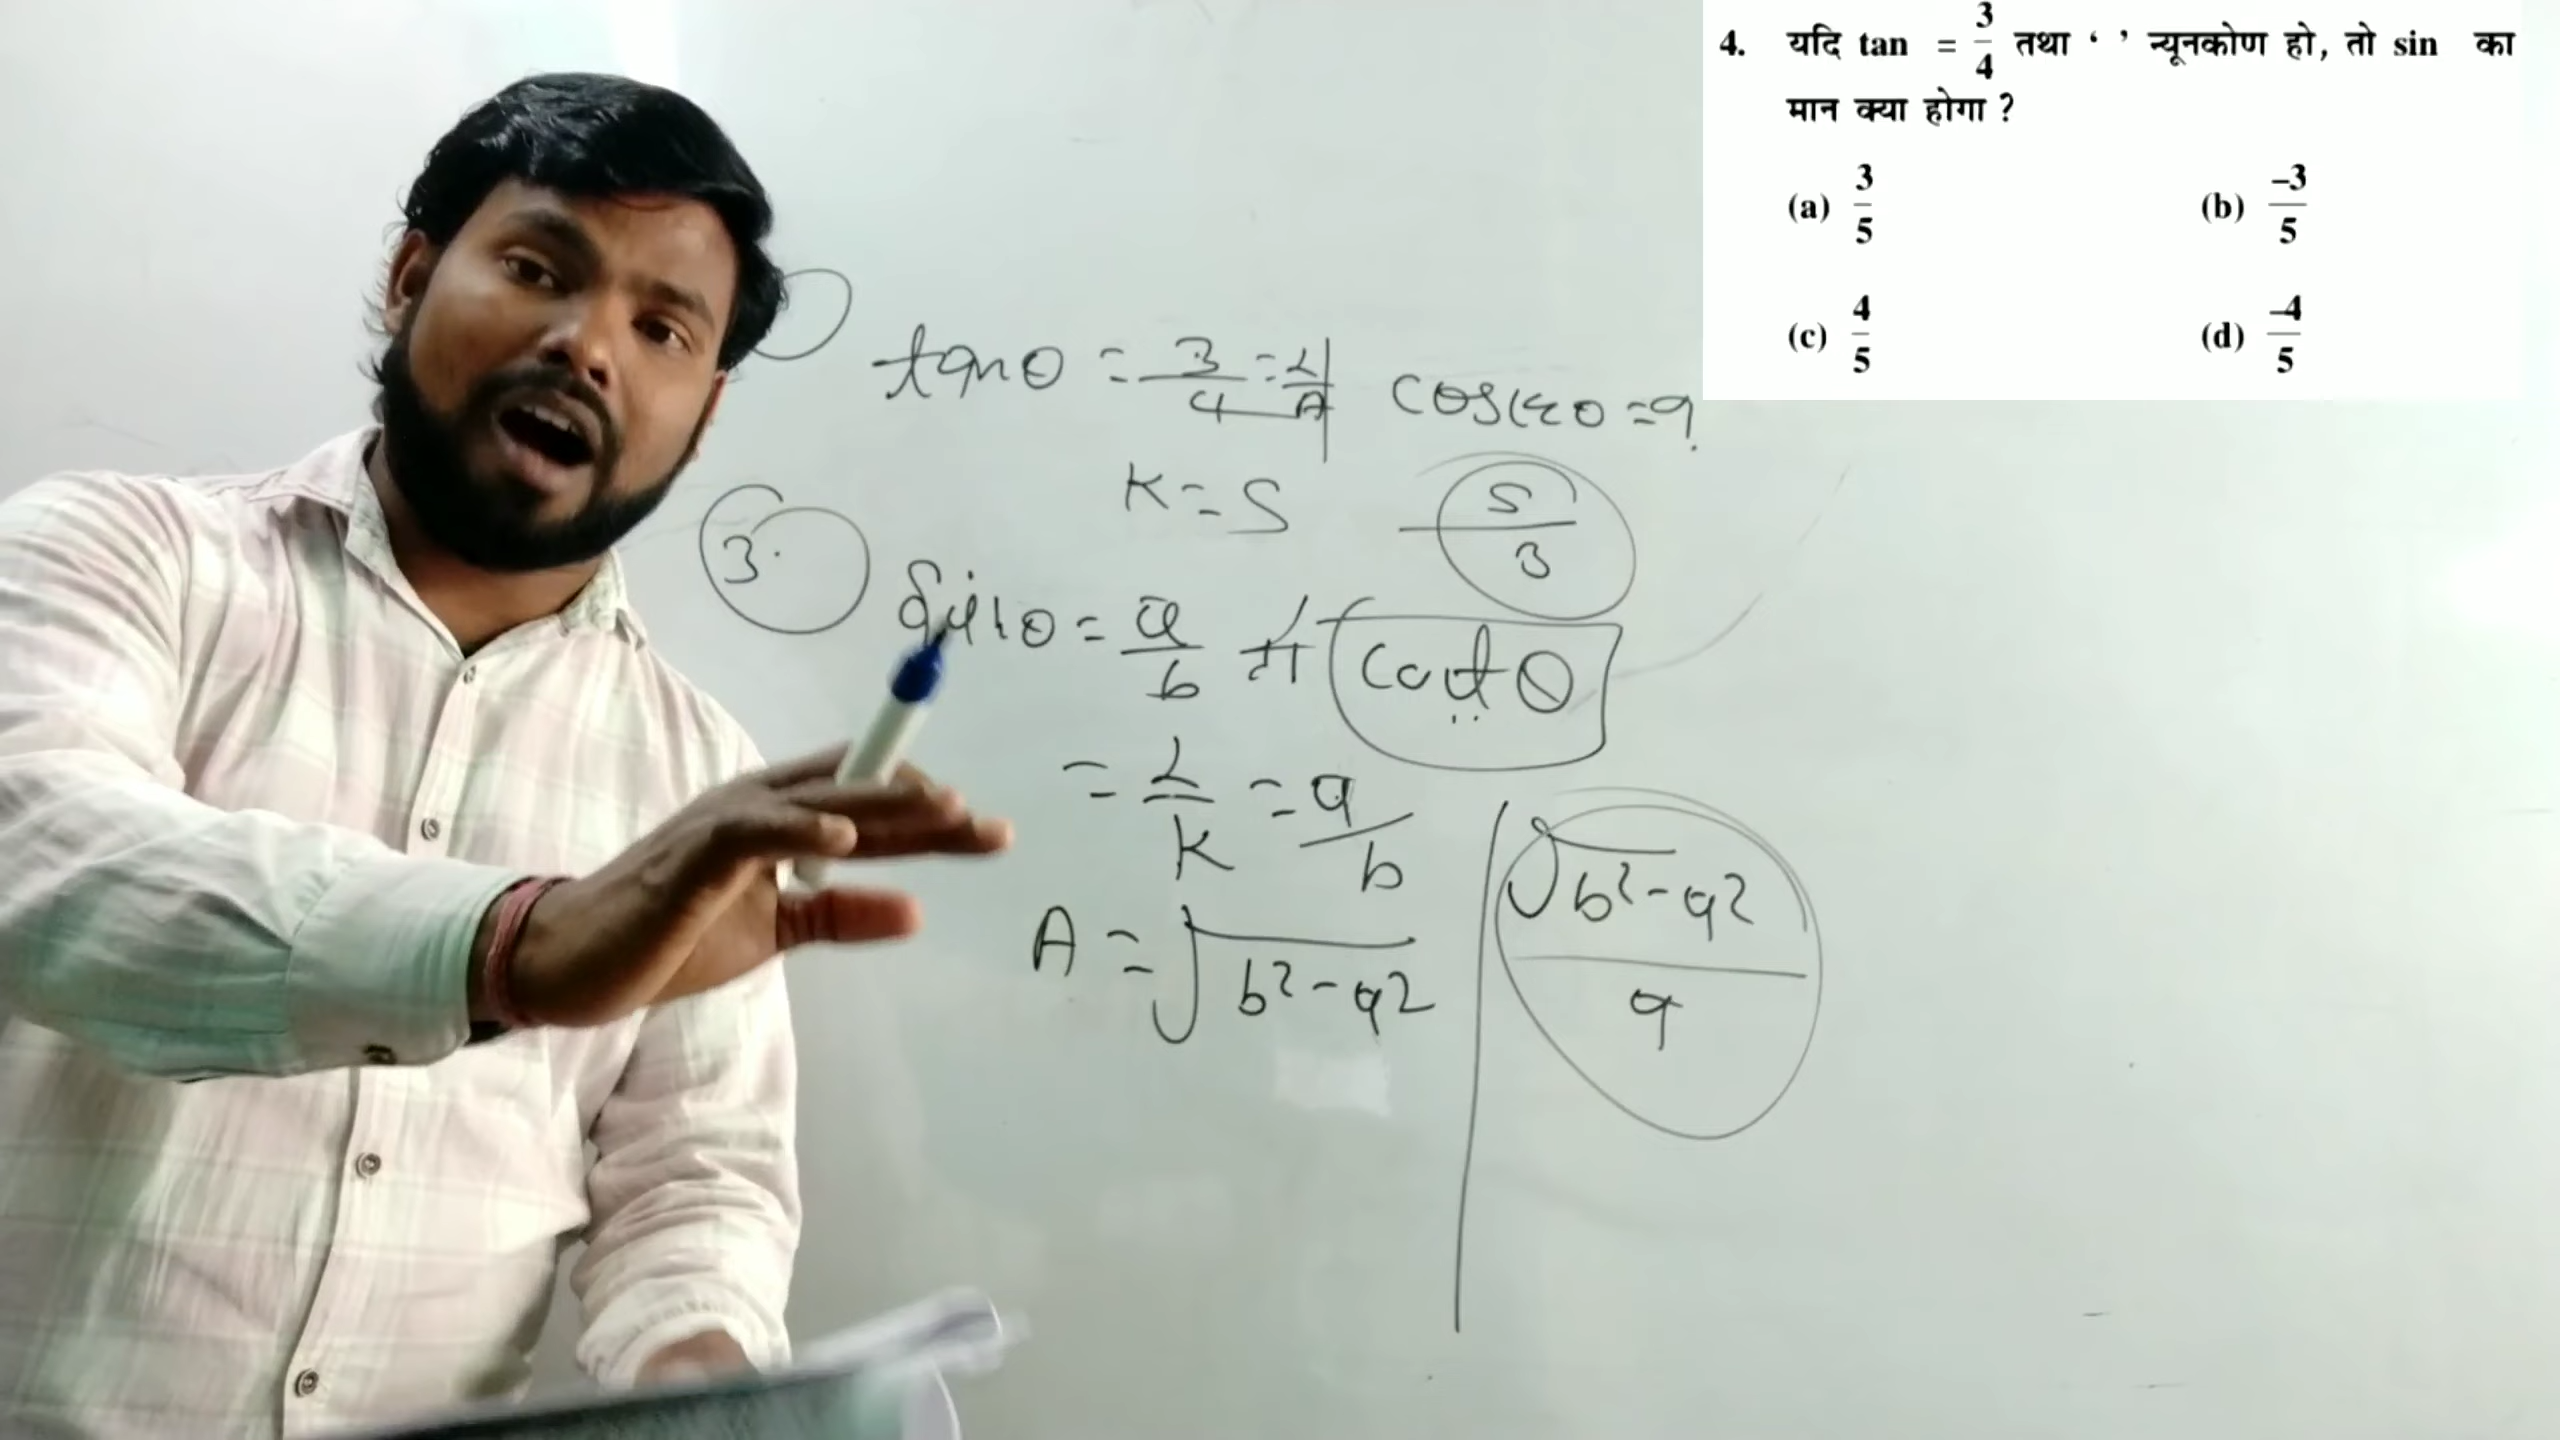 4. यदि tan = 3/4 तथा ‘ ’ न्यूनकोण हो, तो sin का
मान क्या होगा ?
(a) 3/5 (b) –3/5
(c) 4/5 (d) –4/5
tanθ = 3/4 = L/A cosecθ = ?
K = 5 5/3
3. sinθ = a/b cotθ
= L/K = a/b
A = √b²-a² √b²-a²/a